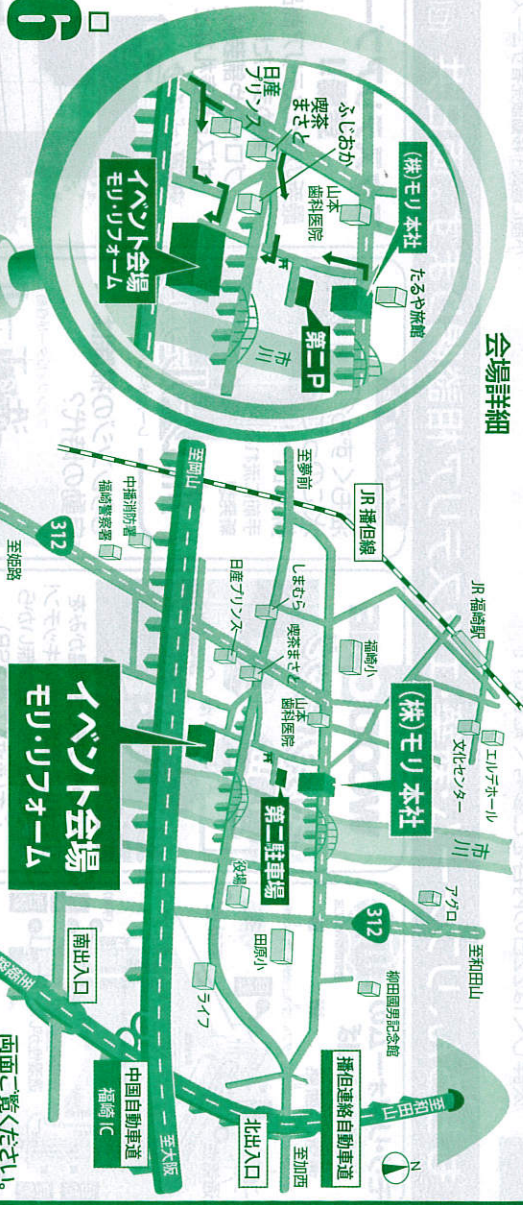 会場詳細
6
(株)モリ 本社
たるや旅館
山本
歯科医院
ふじおか
喫茶
まさと
日産
プリンス
イベント会場
モリ・リフォーム
第二P
市川
JR 播但線
JR 福崎駅
エルデホール
文化センター
福崎小
(株)モリ 本社
市川
アグロ
至和田山
312
柳田國男記念館
至夢前
しまむら
日産プリンス
喫茶まさと
山本
歯科医院
第二駐車場
役場
田原小
ライフ
至加西
播但連絡自動車道
至和田山
北出入口
N
至岡山
中播消防署
福崎警察署
312
至姫路
イベント会場
モリ・リフォーム
南出入口
至姫路
中国自動車道
福崎IC
至大阪
両面ご覧ください。